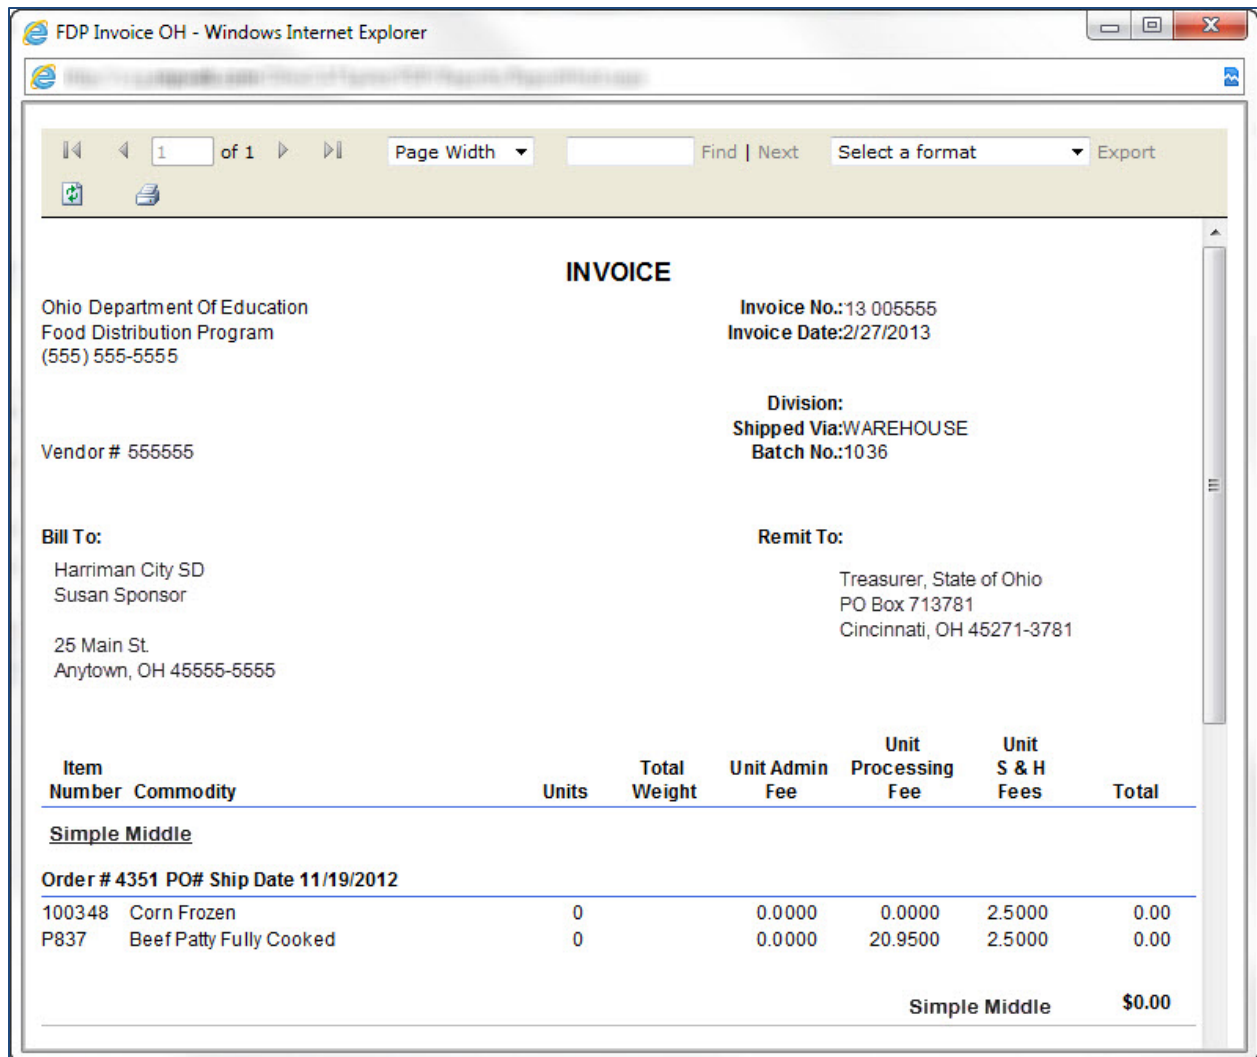 FDP Invoice OH - Windows Internet Explorer
1 of 1 Page Width Find | Next Select a format Export
INVOICE
Ohio Department Of Education
Food Distribution Program
(555) 555-5555
Invoice No.: 13 005555
Invoice Date:2/27/2013
Division:
Shipped Via:WAREHOUSE
Vendor # 555555
Batch No.:1036
Bill To:
Harriman City SD
Susan Sponsor
25 Main St.
Anytown, OH 45555-5555
Remit To:
Treasurer, State of Ohio
PO Box 713781
Cincinnati, OH 45271-3781
Item Number Commodity Units Total Weight Unit Admin Fee Unit Processing Fee Unit S & H Fees Total
Simple Middle
Order # 4351 PO# Ship Date 11/19/2012
100348 Corn Frozen 0 0.0000 0.0000 2.5000 0.00
P837 Beef Patty Fully Cooked 0 0.0000 20.9500 2.5000 0.00
Simple Middle $0.00